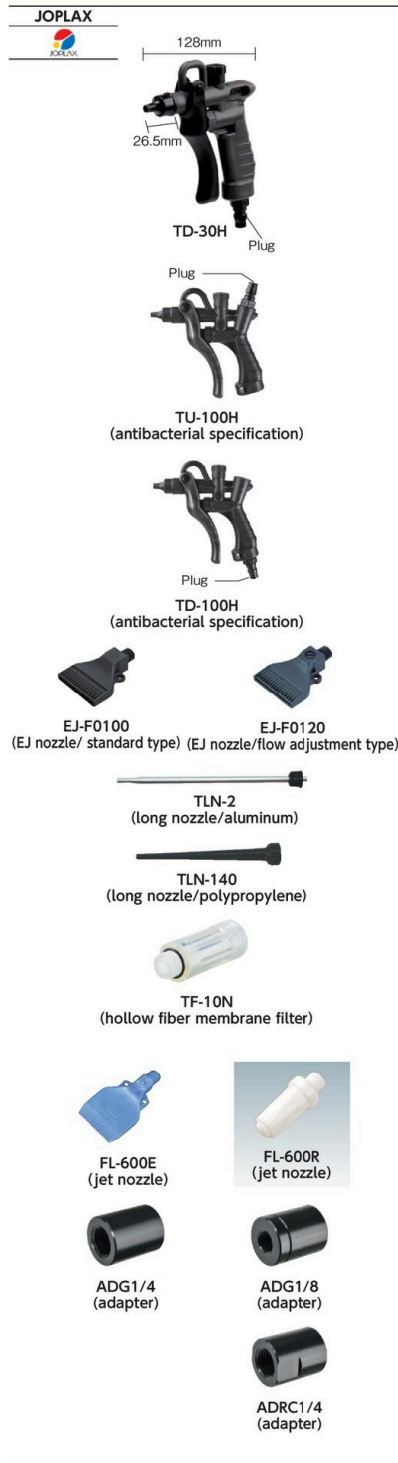 JOPLAX
JOPLAX
128mm
26.5mm
TD-30H
Plug
Plug
TU-100H
(antibacterial specification)
Plug
TD-100H
(antibacterial specification)
EJ-F0100
(EJ nozzle/ standard type)
EJ-F0120
(EJ nozzle/flow adjustment type)
TLN-2
(long nozzle/aluminum)
TLN-140
(long nozzle/polypropylene)
TF-10N
(hollow fiber membrane filter)
FL-600E
(jet nozzle)
FL-600R
(jet nozzle)
ADG1/4
(adapter)
ADG1/8
(adapter)
ADRC1/4
(adapter)